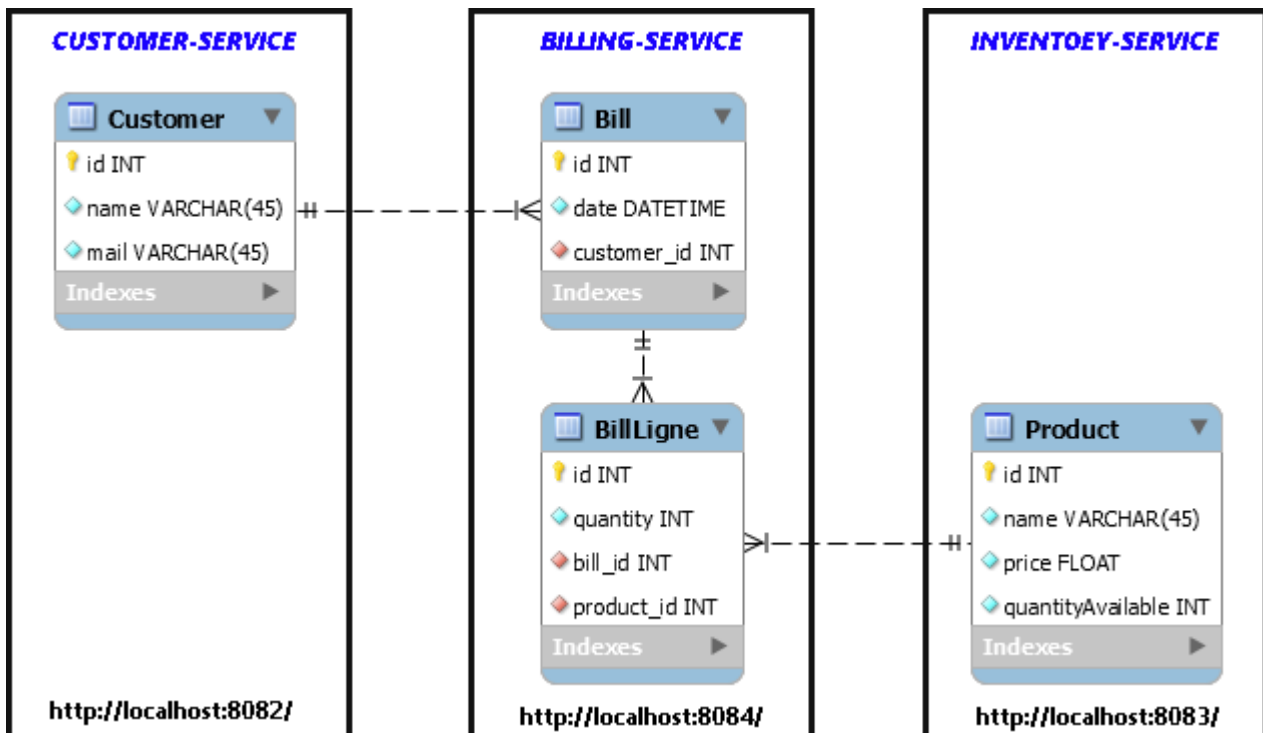 CUSTOMER-SERVICE
Customer
id INT
name VARCHAR(45)
mail VARCHAR(45)
Indexes
http://localhost:8082/
BILLING-SERVICE
Bill
id INT
date DATETIME
customer_id INT
Indexes
BillLigne
id INT
quantity INT
bill_id INT
product_id INT
Indexes
http://localhost:8084/
INVENTOEY-SERVICE
Product
id INT
name VARCHAR(45)
price FLOAT
quantityAvailable INT
Indexes
http://localhost:8083/